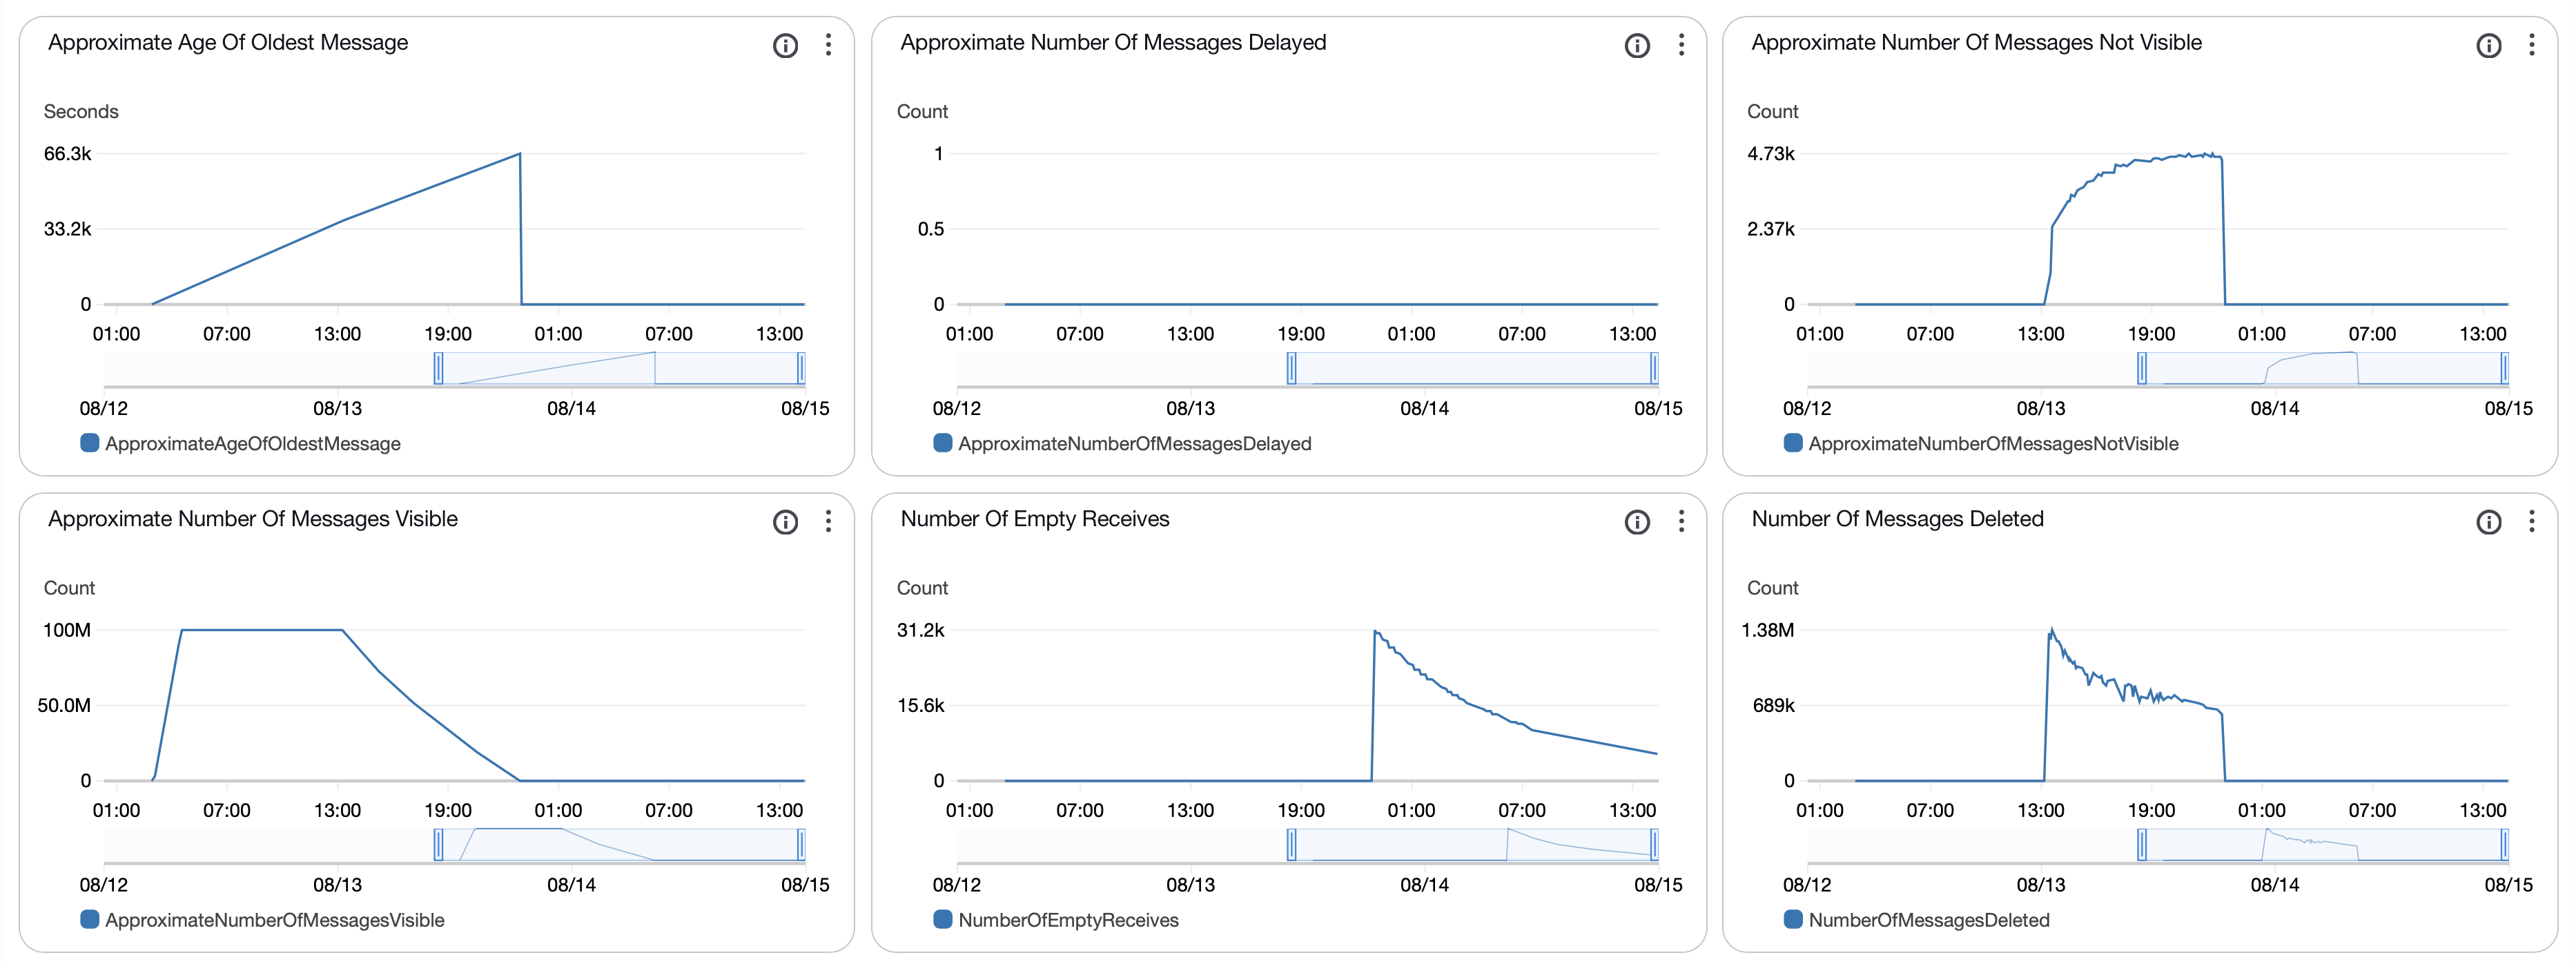 Approximate Age Of Oldest Message
Seconds
66.3k
33.2k
0
01:00 07:00 13:00 19:00 01:00 07:00 13:00
08/12 08/13 08/14 08/15
ApproximateAgeOfOldestMessage
Approximate Number Of Messages Delayed
Count
1
0.5
0
01:00 07:00 13:00 19:00 01:00 07:00 13:00
08/12 08/13 08/14 08/15
ApproximateNumberOfMessagesDelayed
Approximate Number Of Messages Not Visible
Count
4.73k
2.37k
0
01:00 07:00 13:00 19:00 01:00 07:00 13:00
08/12 08/13 08/14 08/15
ApproximateNumberOfMessagesNotVisible
Approximate Number Of Messages Visible
Count
100M
50.0M
0
01:00 07:00 13:00 19:00 01:00 07:00 13:00
08/12 08/13 08/14 08/15
ApproximateNumberOfMessagesVisible
Number Of Empty Receives
Count
31.2k
15.6k
0
01:00 07:00 13:00 19:00 01:00 07:00 13:00
08/12 08/13 08/14 08/15
NumberOfEmptyReceives
Number Of Messages Deleted
Count
1.38M
689k
0
01:00 07:00 13:00 19:00 01:00 07:00 13:00
08/12 08/13 08/14 08/15
NumberOfMessagesDeleted